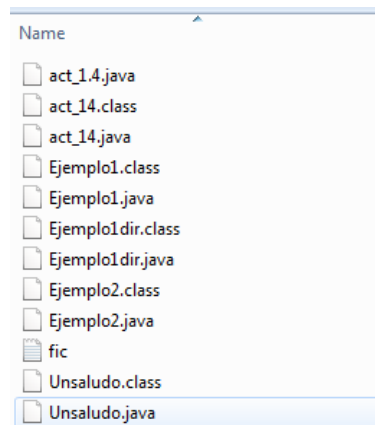 Name
act_1.4.java
act_14.class
act_14.java
Ejemplo1.class
Ejemplo1.java
Ejemplo1dir.class
Ejemplo1dir.java
Ejemplo2.class
Ejemplo2.java
fic
Unsaludo.class
Unsaludo.java